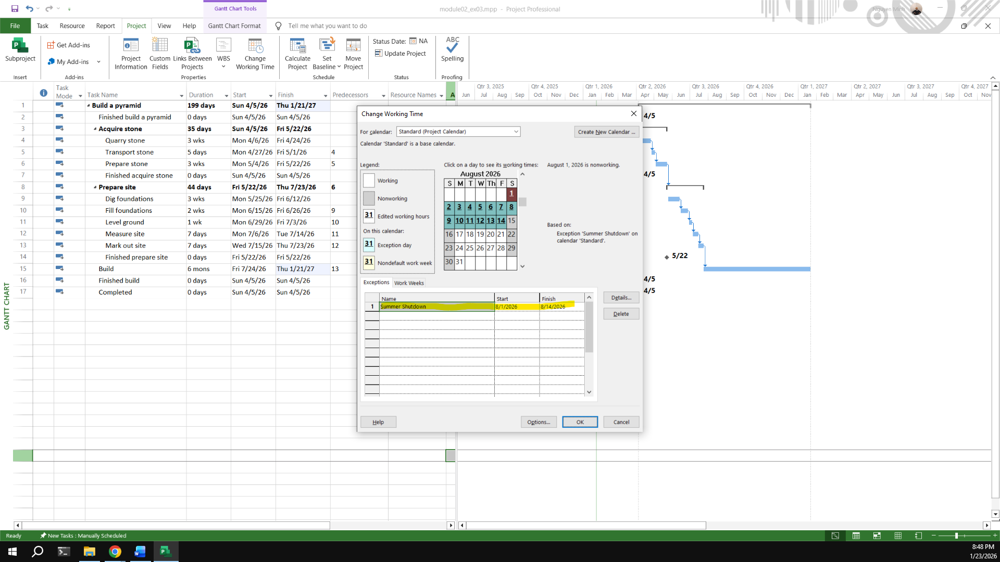 Gantt Chart Tools
module02_ex03.mpp - Project Professional
Nguyen Minh
File Task Resource Report Project View Help Gantt Chart Format Tell me what you want to do
Subproject
Insert
Get Add-ins
My Add-ins
Add-ins
Project Information
Custom Fields
Links Between Projects
WBS
Change Working Time
Properties
Calculate Project
Set Baseline
Move Project
Schedule
Status Date: NA
Update Project
Status
ABC
Spelling
Proofing
Task Mode Task Name Duration Start Finish Predecessors Resource Names A
1 Build a pyramid 199 days Sun 4/5/26 Thu 1/21/27
2 Finished build a pyramid 0 days Sun 4/5/26 Sun 4/5/26
3 Acquire stone 35 days Sun 4/5/26 Fri 5/22/26
4 Quarry stone 3 wks Mon 4/6/26 Fri 4/24/26
5 Transport stone 5 days Mon 4/27/26 Fri 5/1/26 4
6 Prepare stone 3 wks Mon 5/4/26 Fri 5/22/26 5
7 Finished acquire stone 0 days Sun 4/5/26 Sun 4/5/26
8 Prepare site 44 days Fri 5/22/26 Thu 7/23/26 6
9 Dig foundations 3 wks Mon 5/25/26 Fri 6/12/26
10 Fill foundations 2 wks Mon 6/15/26 Fri 6/26/26 9
11 Level ground 1 wk Mon 6/29/26 Fri 7/3/26 10
12 Measure site 7 days Mon 7/6/26 Tue 7/14/26 11
13 Mark out site 7 days Wed 7/15/26 Thu 7/23/26 12
14 Finished prepare site 0 days Fri 5/22/26 Fri 5/22/26
15 Build 6 mons Fri 7/24/26 Thu 1/21/27 13
16 Finished build 0 days Sun 4/5/26 Sun 4/5/26
17 Completed 0 days Sun 4/5/26 Sun 4/5/26
GANTT CHART
Qtr 3, 2025 Qtr 4, 2025 Qtr 1, 2026 Qtr 2, 2026 Qtr 3, 2026 Qtr 4, 2026 Qtr 1, 2027 Qtr 2, 2027 Qtr 3, 2027 Qtr 4, 2027
Jun Jul Aug Sep Oct Nov Dec Jan Feb Mar Apr May Jun Jul Aug Sep Oct Nov Dec Jan Feb Mar Apr May Jun Jul Aug Sep Oct Nov
4/5
4/5
5/22
4/5
4/5
Change Working Time
For calendar: Standard (Project Calendar)
Create New Calendar ...
Calendar 'Standard' is a base calendar.
Legend:
Working
Nonworking
31 Edited working hours
On this calendar:
31 Exception day
31 Nondefault work week
Click on a day to see its working times:
August 2026
S M T W Th F S
1
2 3 4 5 6 7 8
9 10 11 12 13 14 15
16 17 18 19 20 21 22
23 24 25 26 27 28 29
30 31
August 1, 2026 is nonworking.
Based on:
Exception 'Summer Shutdown' on
calendar 'Standard'.
Exceptions Work Weeks
Name Start Finish
1 Summer Shutdown 8/1/2026 8/14/2026
Details...
Delete
Help Options... OK Cancel
Ready New Tasks : Manually Scheduled
8:48 PM
1/23/2026